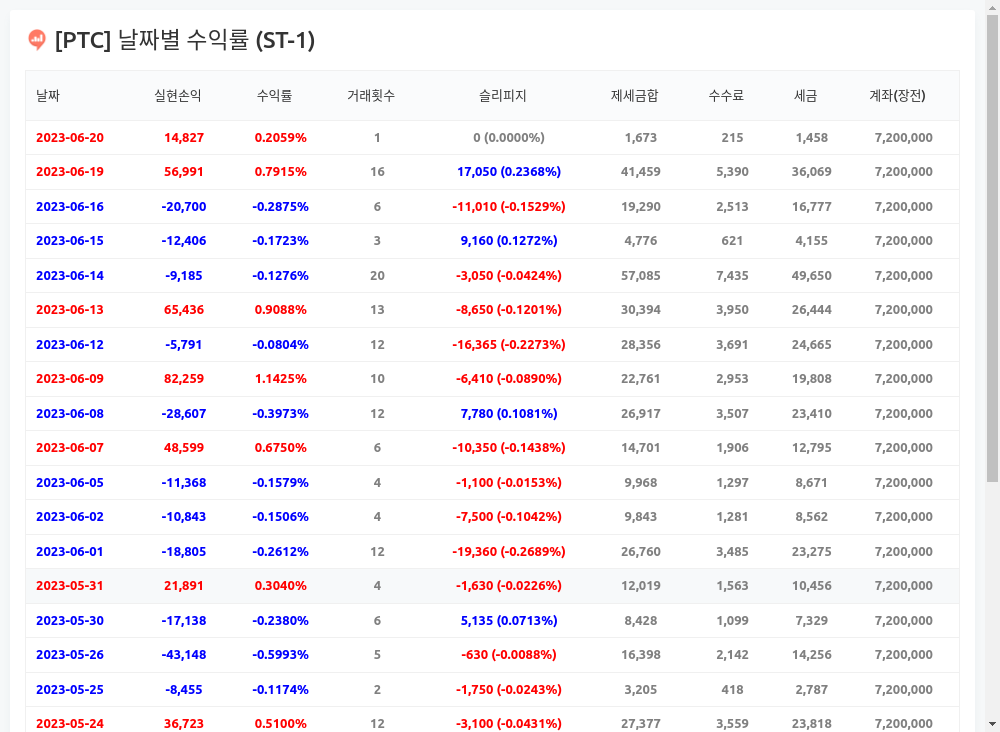 [PTC] 날짜별 수익률 (ST-1)
날짜 실현손익 수익률 거래횟수 슬리피지 제세금합 수수료 세금 계좌(장전)
2023-06-20 14,827 0.2059% 1 0 (0.0000%) 1,673 215 1,458 7,200,000
2023-06-19 56,991 0.7915% 16 17,050 (0.2368%) 41,459 5,390 36,069 7,200,000
2023-06-16 -20,700 -0.2875% 6 -11,010 (-0.1529%) 19,290 2,513 16,777 7,200,000
2023-06-15 -12,406 -0.1723% 3 9,160 (0.1272%) 4,776 621 4,155 7,200,000
2023-06-14 -9,185 -0.1276% 20 -3,050 (-0.0424%) 57,085 7,435 49,650 7,200,000
2023-06-13 65,436 0.9088% 13 -8,650 (-0.1201%) 30,394 3,950 26,444 7,200,000
2023-06-12 -5,791 -0.0804% 12 -16,365 (-0.2273%) 28,356 3,691 24,665 7,200,000
2023-06-09 82,259 1.1425% 10 -6,410 (-0.0890%) 22,761 2,953 19,808 7,200,000
2023-06-08 -28,607 -0.3973% 12 7,780 (0.1081%) 26,917 3,507 23,410 7,200,000
2023-06-07 48,599 0.6750% 6 -10,350 (-0.1438%) 14,701 1,906 12,795 7,200,000
2023-06-05 -11,368 -0.1579% 4 -1,100 (-0.0153%) 9,968 1,297 8,671 7,200,000
2023-06-02 -10,843 -0.1506% 4 -7,500 (-0.1042%) 9,843 1,281 8,562 7,200,000
2023-06-01 -18,805 -0.2612% 12 -19,360 (-0.2689%) 26,760 3,485 23,275 7,200,000
2023-05-31 21,891 0.3040% 4 -1,630 (-0.0226%) 12,019 1,563 10,456 7,200,000
2023-05-30 -17,138 -0.2380% 6 5,135 (0.0713%) 8,428 1,099 7,329 7,200,000
2023-05-26 -43,148 -0.5993% 5 -630 (-0.0088%) 16,398 2,142 14,256 7,200,000
2023-05-25 -8,455 -0.1174% 2 -1,750 (-0.0243%) 3,205 418 2,787 7,200,000
2023-05-24 36,723 0.5100% 12 -3,100 (-0.0431%) 27,377 3,559 23,818 7,200,000